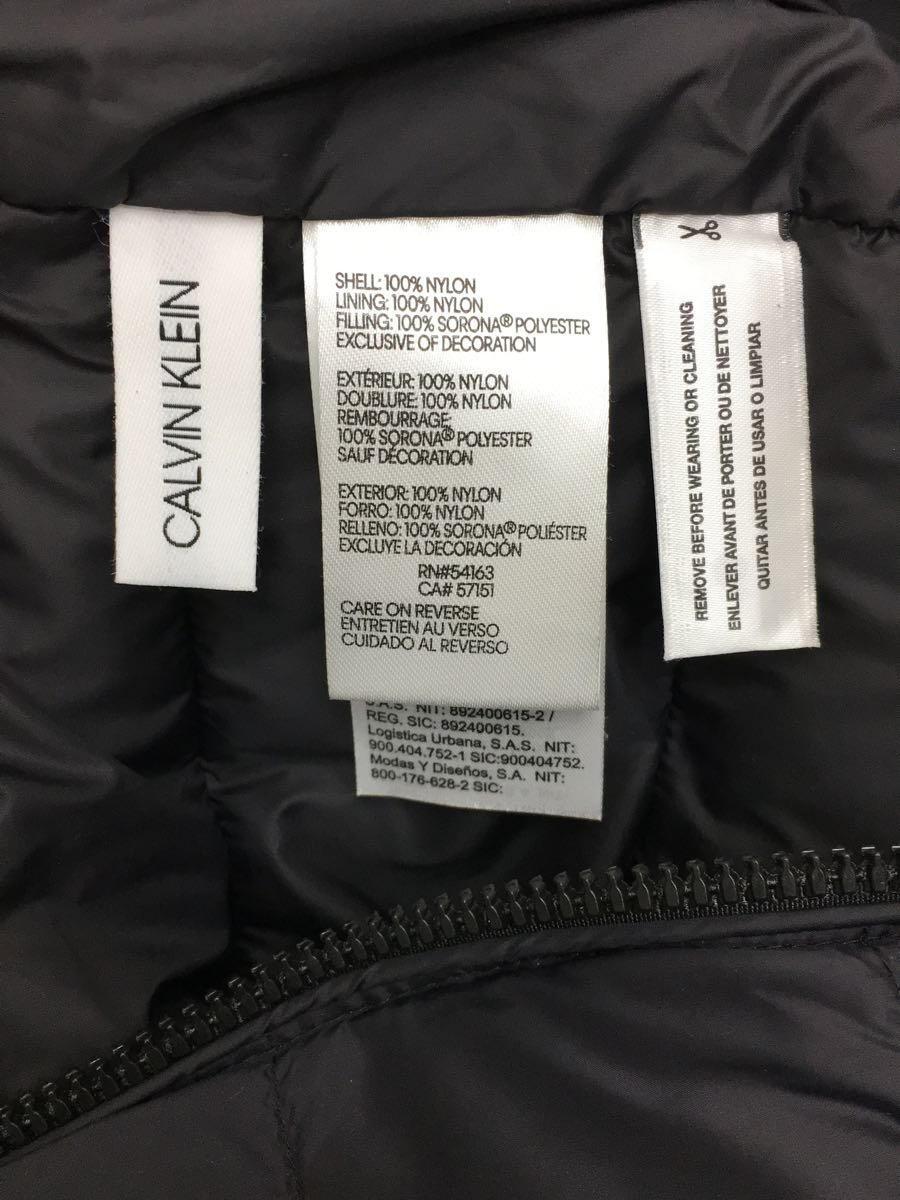 CALVIN KLEIN
SHELL: 100% NYLON
LINING: 100% NYLON
FILLING: 100% SORONA® POLYESTER
EXCLUSIVE OF DECORATION
EXTÉRIEUR: 100% NYLON
DOUBLURE: 100% NYLON
REMBOURRAGE:
100% SORONA® POLYESTER
SAUF DÉCORATION
EXTERIOR: 100% NYLON
FORRO: 100% NYLON
RELLENO: 100% SORONA® POLIÉSTER
EXCLUYE LA DECORACIÓN
RN#54163
CA# 57151
CARE ON REVERSE
ENTRETIEN AU VERSO
CUIDADO AL REVERSO
S.A.S. NIT: 892400615-2 /
REG. SIC: 892400615.
Logistica Urbana, S.A.S. NIT:
900.404.752-1 SIC:900404752.
Modas Y Diseños, S.A. NIT:
800-176-628-2 SIC:
REMOVE BEFORE WEARING OR CLEANING
ENLEVER AVANT DE PORTER OU DE NETTOYER
QUITAR ANTES DE USAR O LIMPIAR